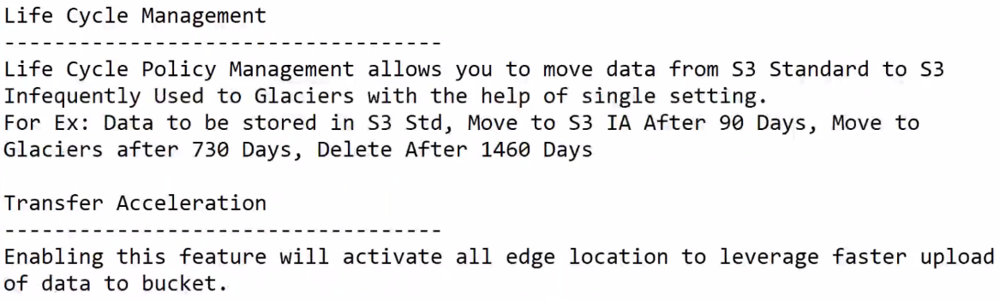 Life Cycle Management
-----------------------------------
Life Cycle Policy Management allows you to move data from S3 Standard to S3
Infequently Used to Glaciers with the help of single setting.
For Ex: Data to be stored in S3 Std, Move to S3 IA After 90 Days, Move to
Glaciers after 730 Days, Delete After 1460 Days
Transfer Acceleration
-----------------------------------
Enabling this feature will activate all edge location to leverage faster upload
of data to bucket.